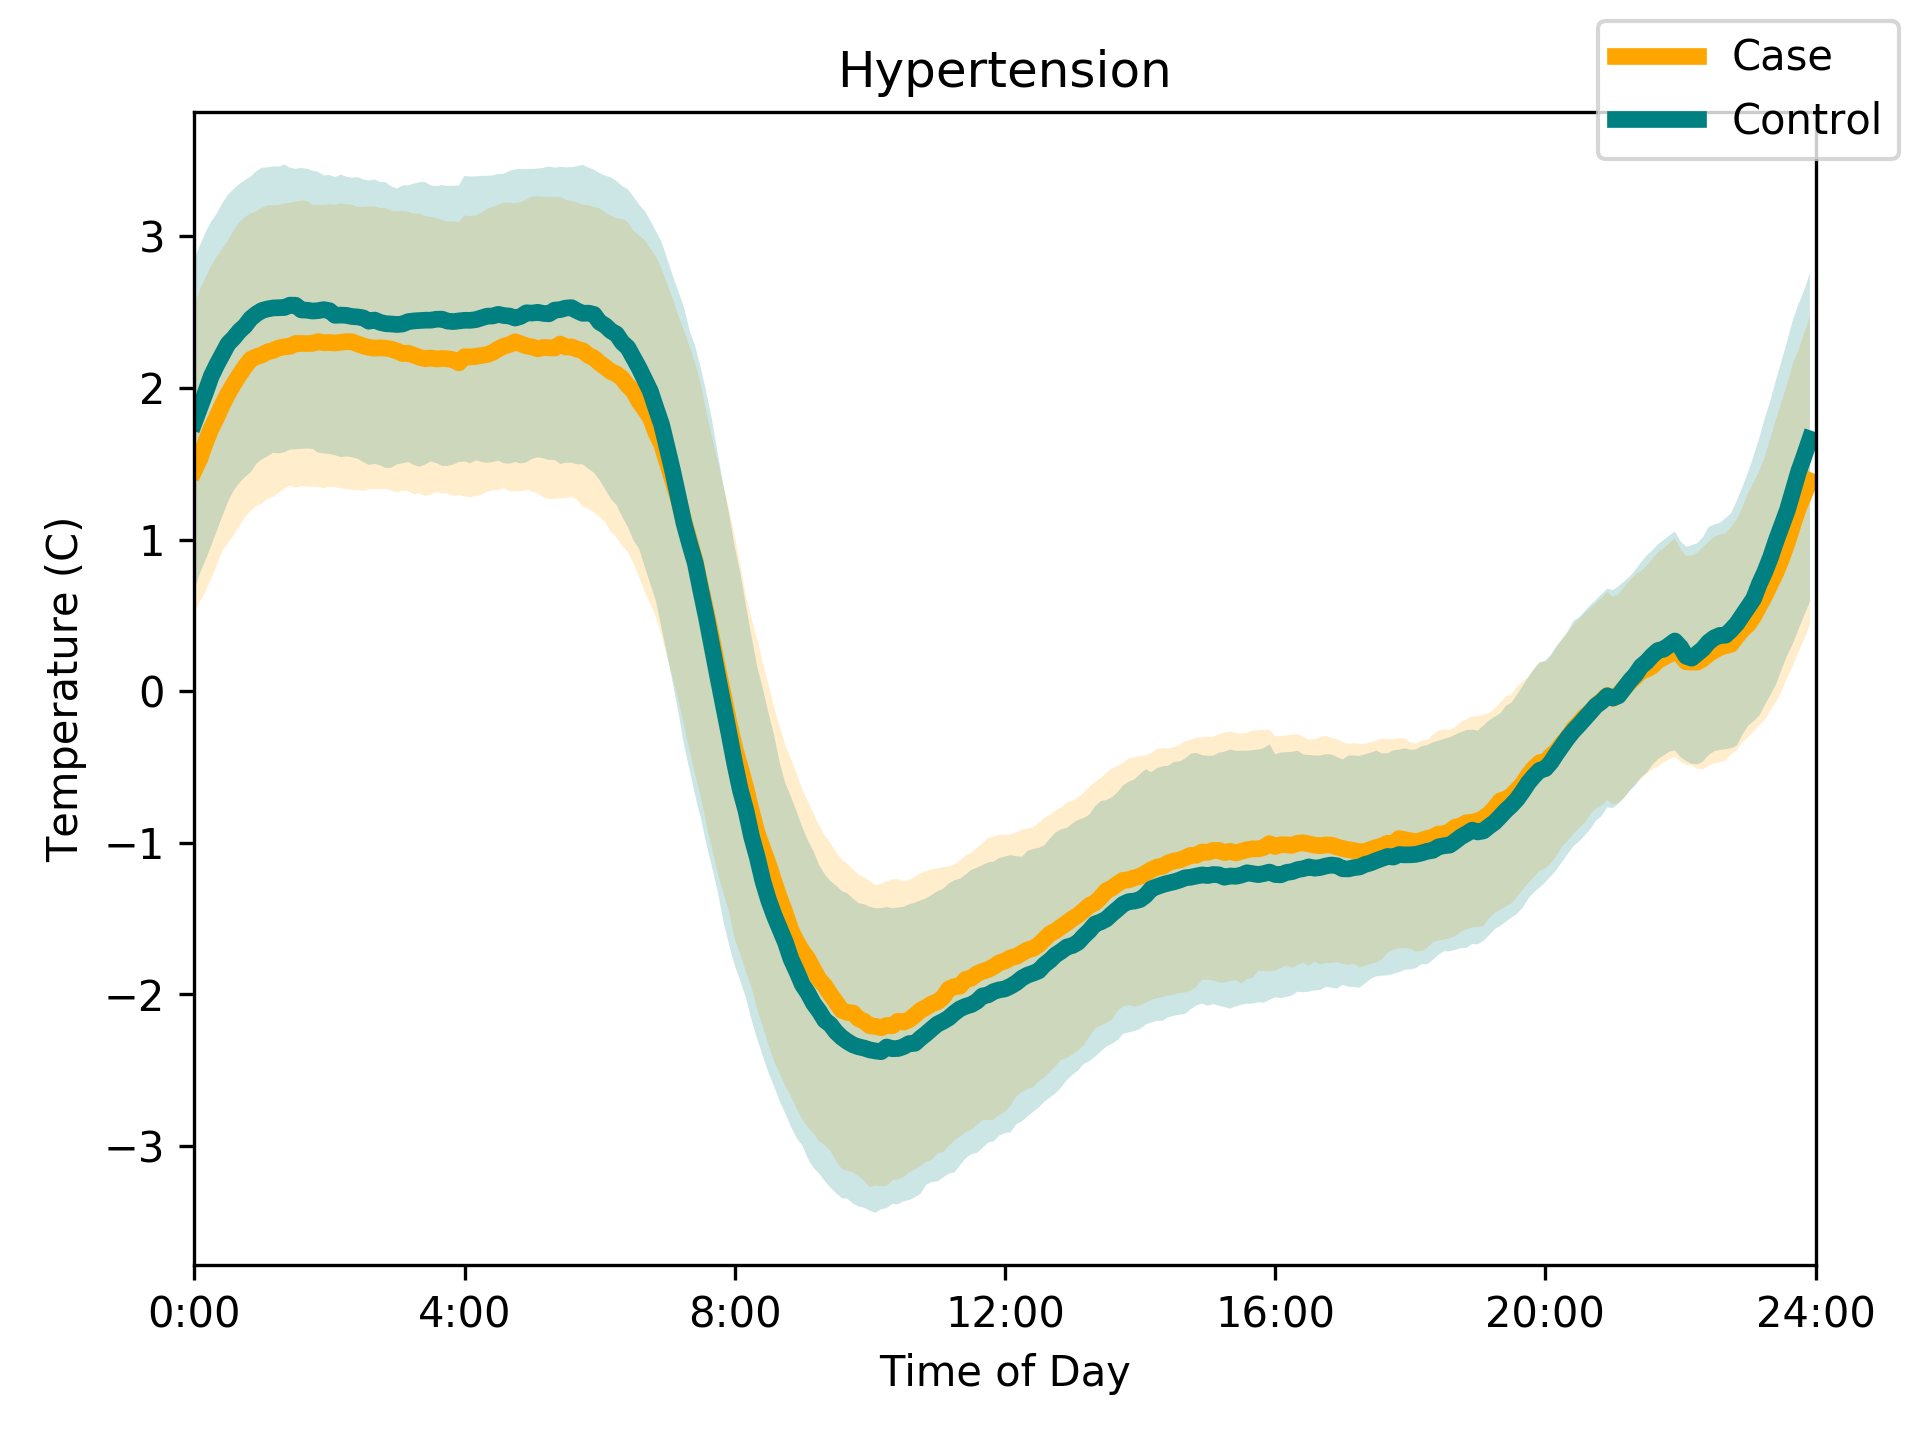 Hypertension
Case
Control
Temperature (C)
3
2
1
0
−1
−2
−3
0:00 4:00 8:00 12:00 16:00 20:00 24:00
Time of Day